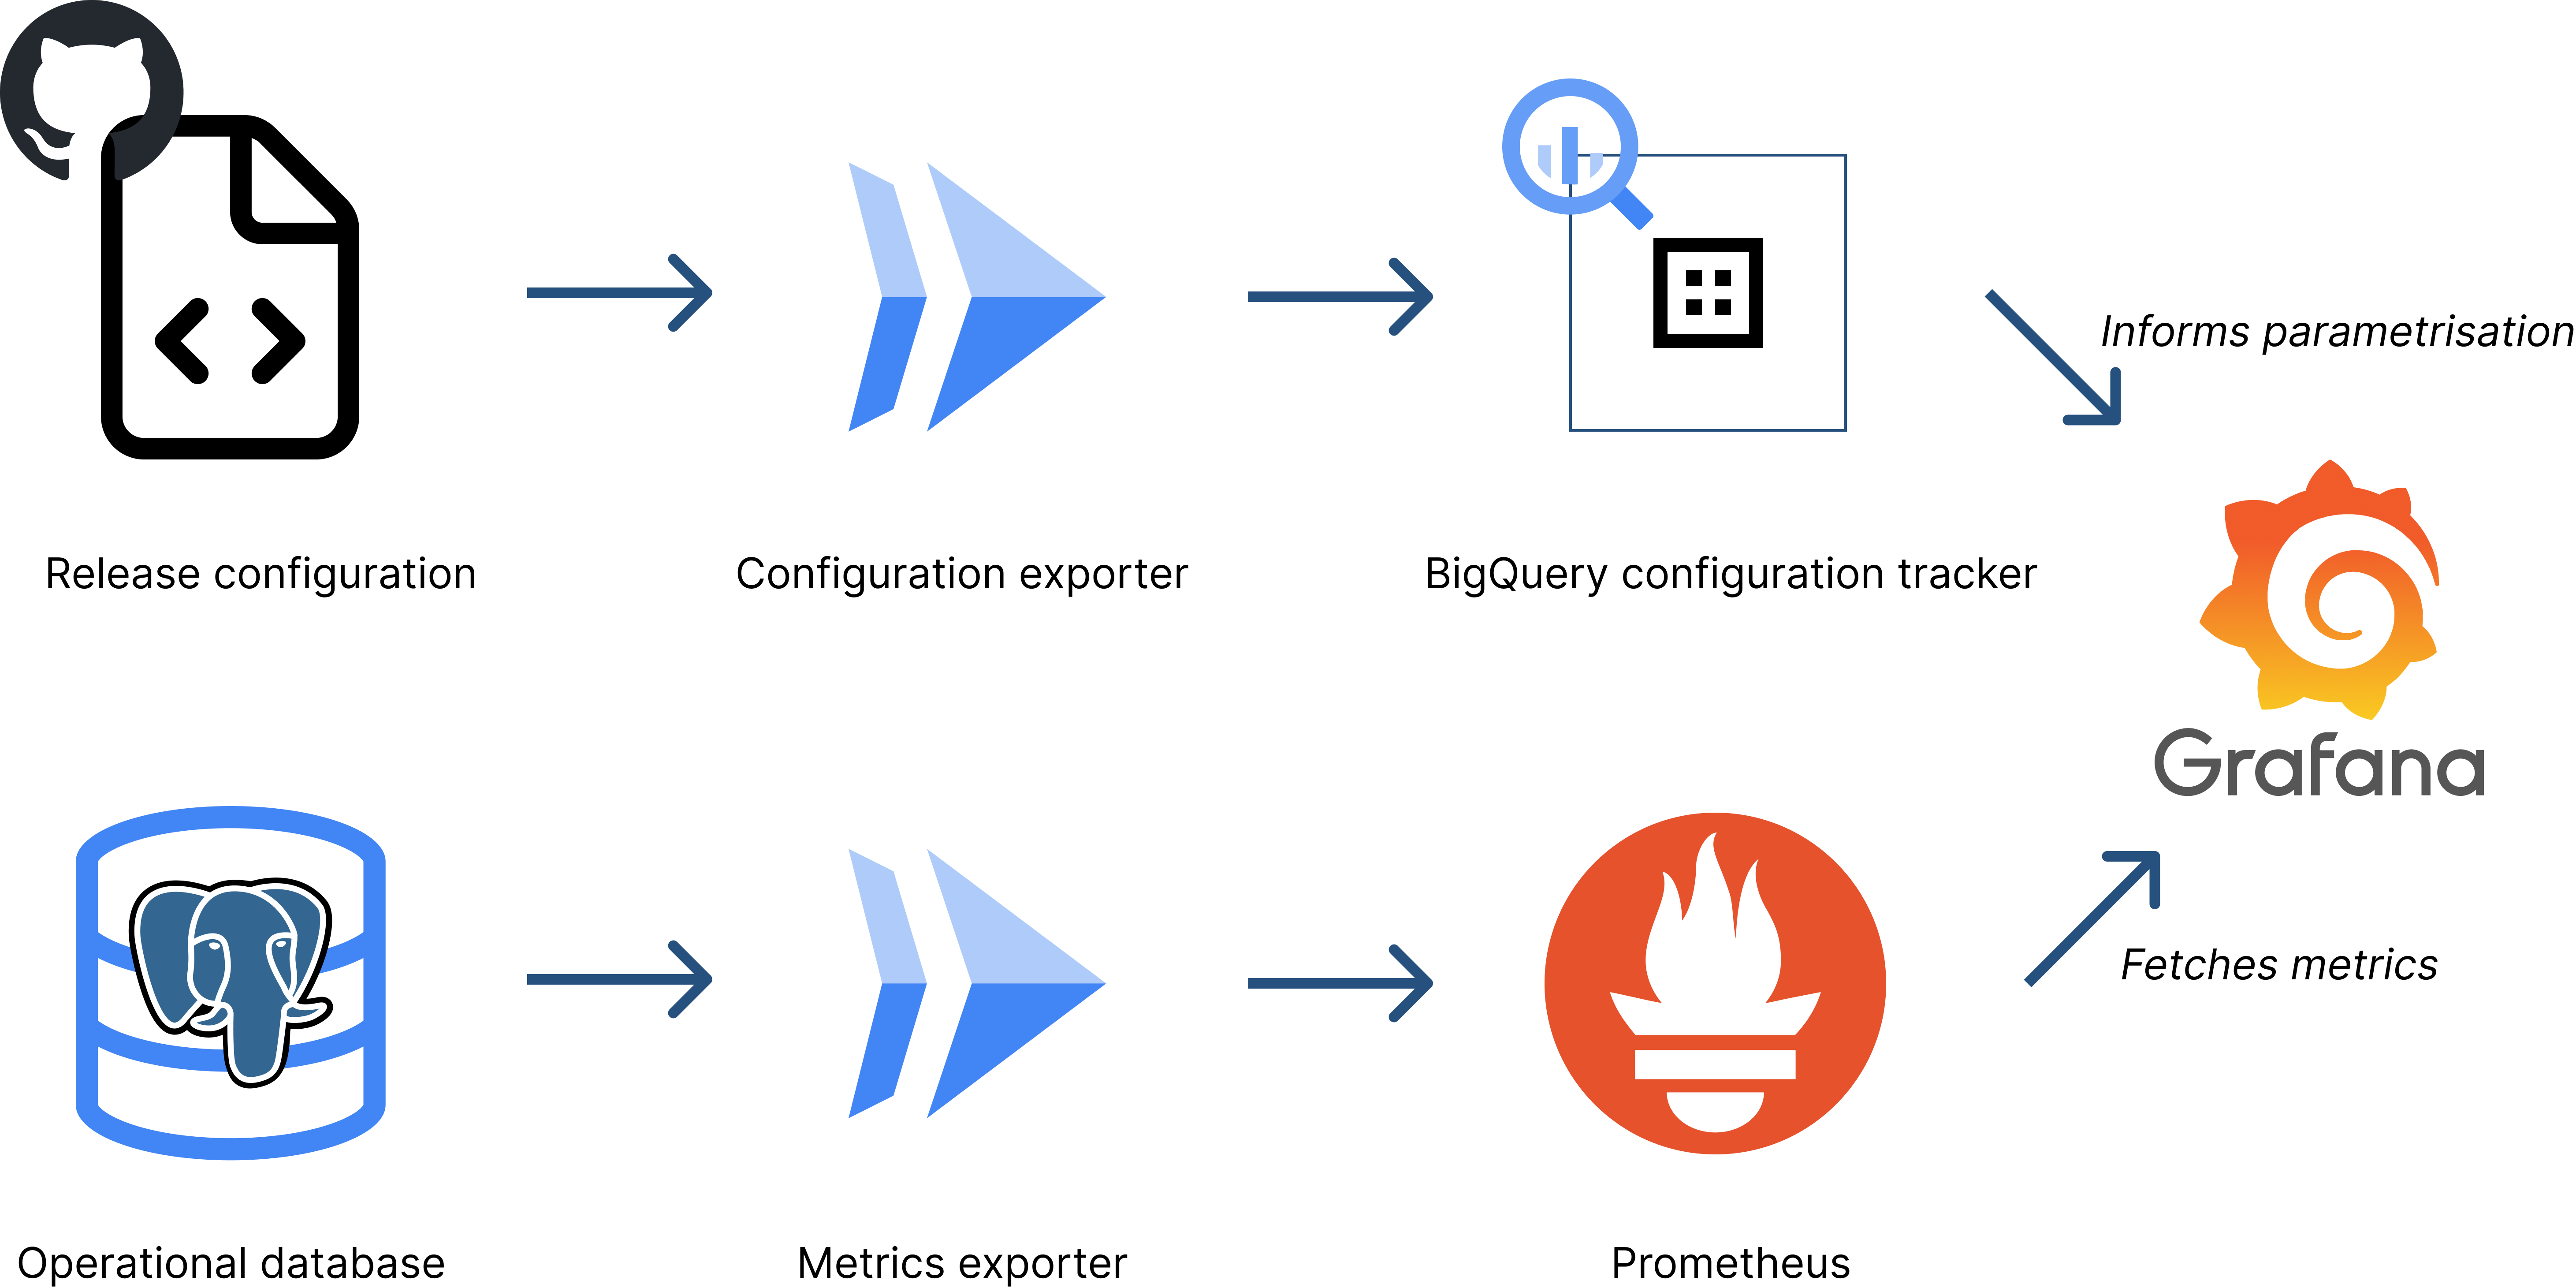 Informs parametrisation
Release configuration
Configuration exporter
BigQuery configuration tracker
Grafana
Fetches metrics
Operational database
Metrics exporter
Prometheus